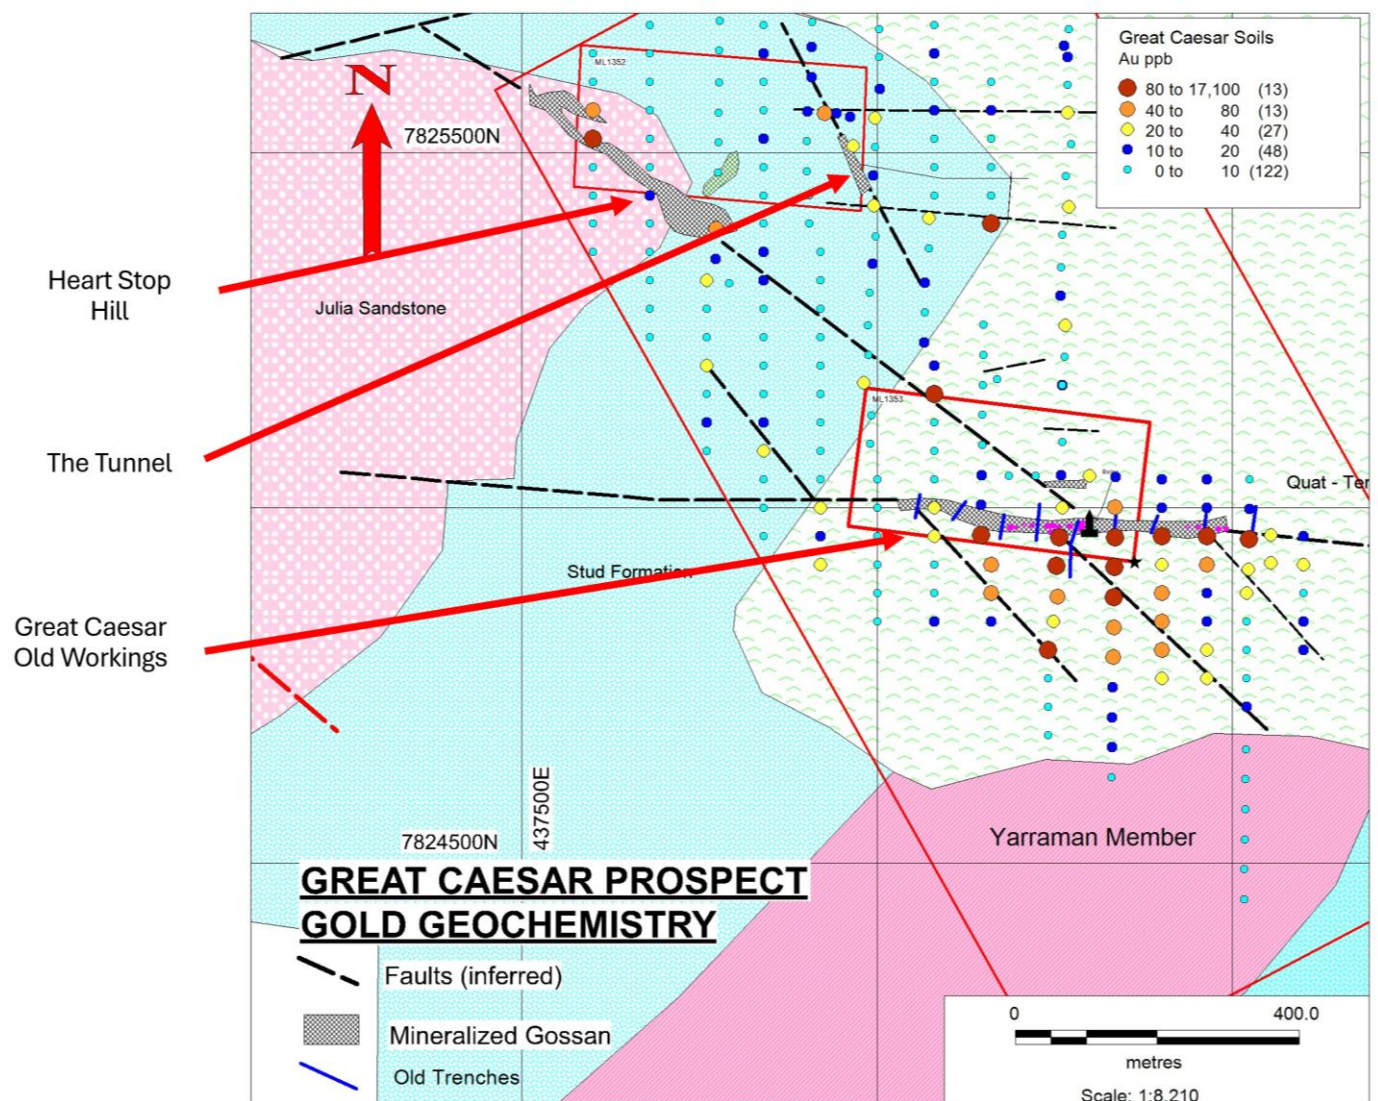 Great Caesar Soils
Au ppb
80 to 17,100 (13)
40 to 80 (13)
20 to 40 (27)
10 to 20 (48)
0 to 10 (122)
ML1352
N
7825500N
Heart Stop
Hill
Julia Sandstone
ML1353
The Tunnel
Quat - Ter
Stud Formation
Great Caesar
Old Workings
Yarraman Member
437500E
7824500N
GREAT CAESAR PROSPECT
GOLD GEOCHEMISTRY
Faults (inferred)
Mineralized Gossan
Old Trenches
0 400.0
metres
Scale: 1:8,210